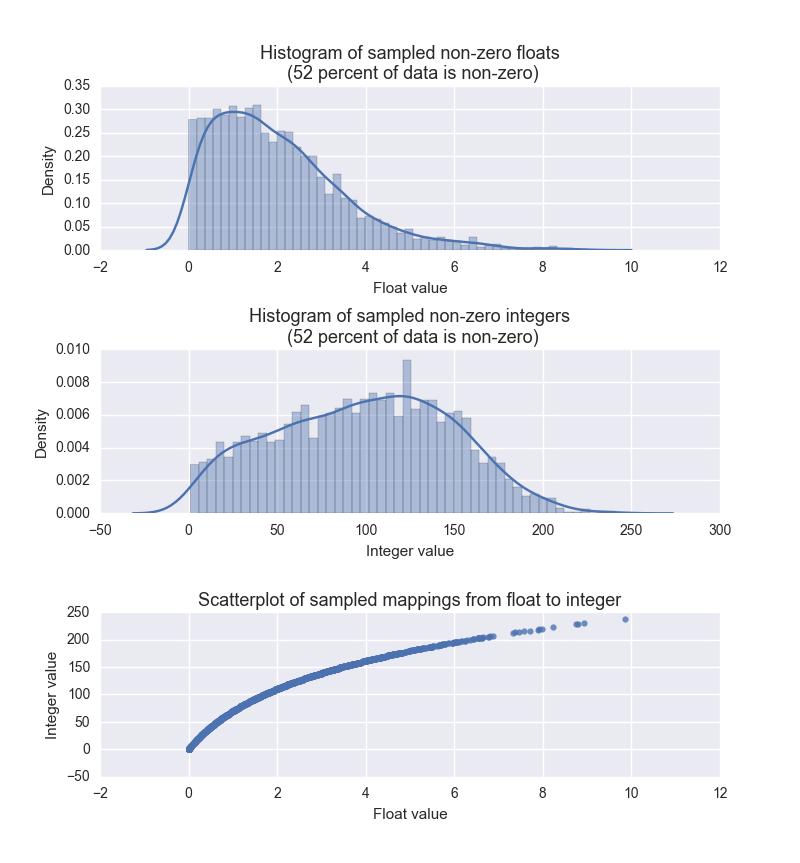 Histogram of sampled non-zero floats
(52 percent of data is non-zero)
0.35
0.30
0.25
0.20
0.15
0.10
0.05
0.00
Density
−2 0 2 4 6 8 10 12
Float value
Histogram of sampled non-zero integers
(52 percent of data is non-zero)
0.010
0.008
0.006
0.004
0.002
0.000
Density
−50 0 50 100 150 200 250 300
Integer value
Scatterplot of sampled mappings from float to integer
250
200
150
100
50
0
−50
Integer value
−2 0 2 4 6 8 10 12
Float value